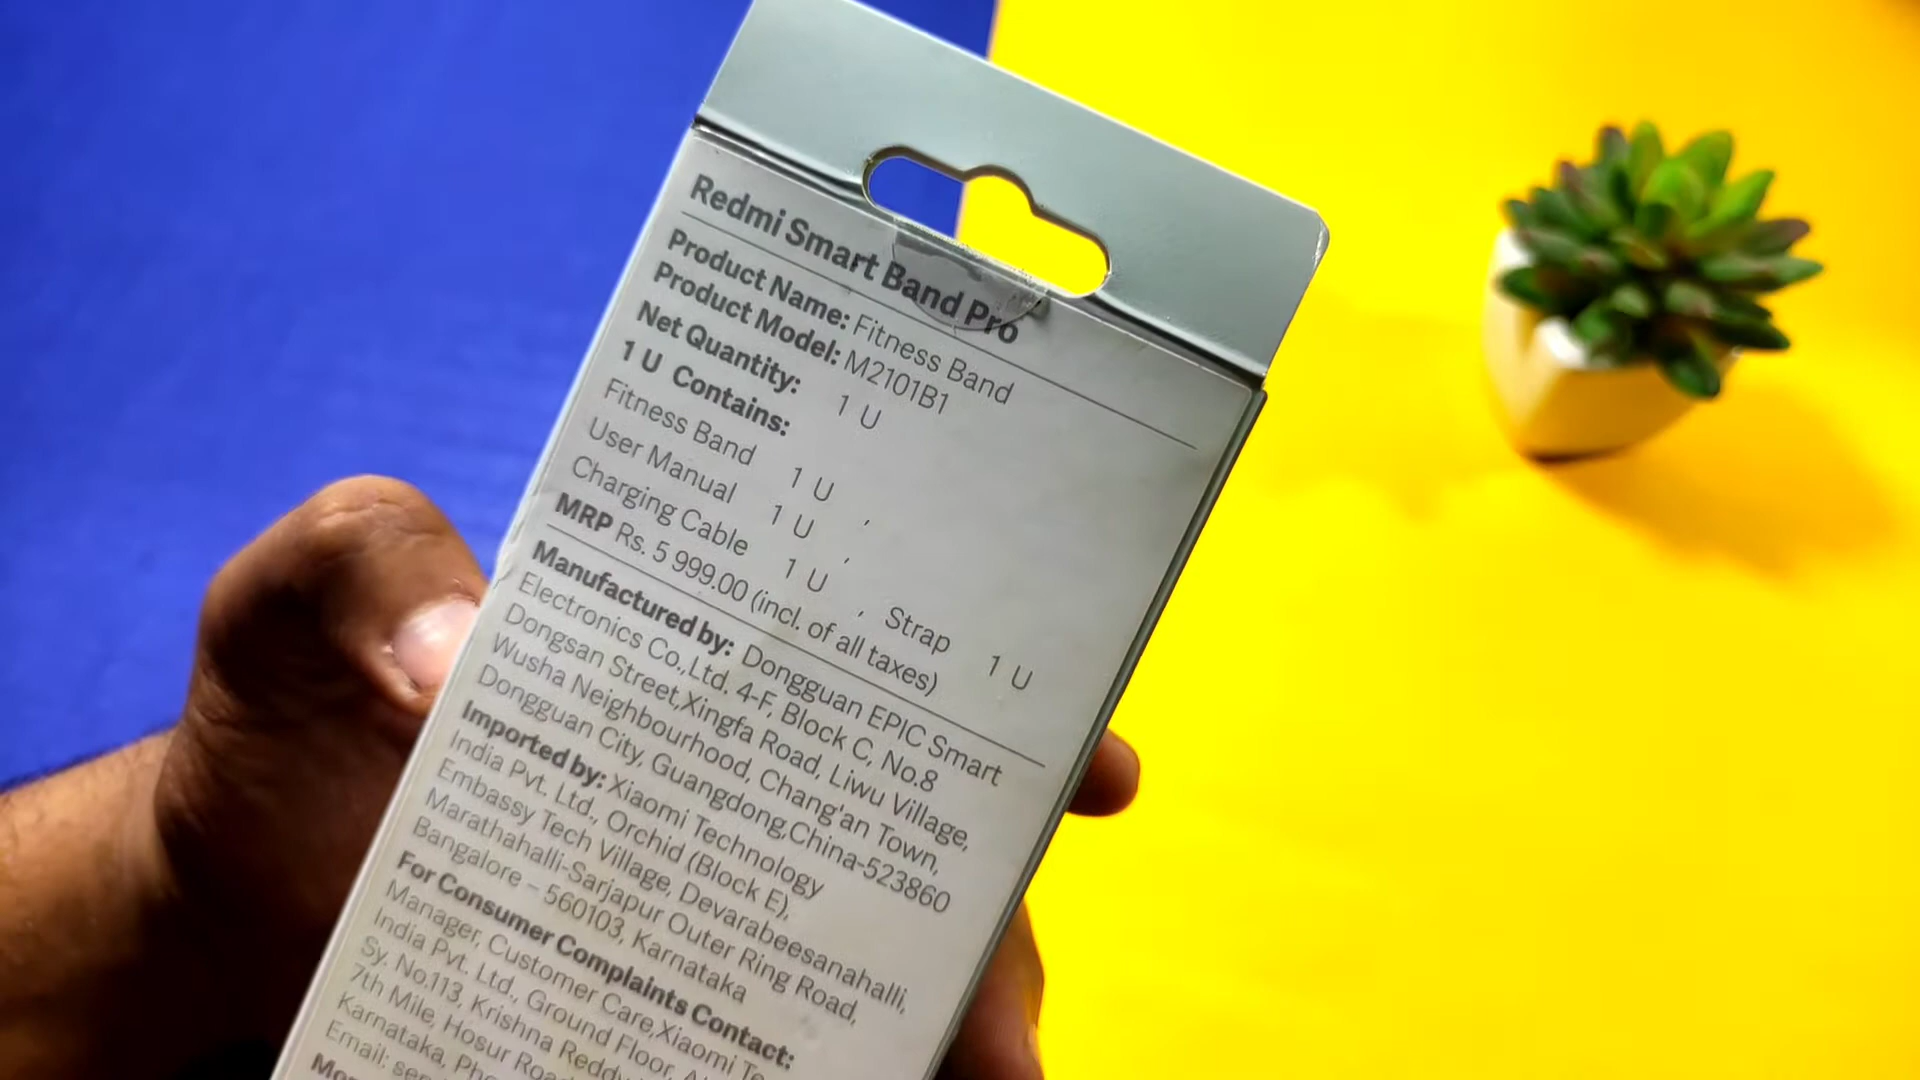 Redmi Smart Band Pro
Product Name: Fitness Band
Product Model: M2101B1
Net Quantity: 1 U
1 U Contains:
Fitness Band 1 U ,
User Manual 1 U ,
Charging Cable 1 U , Strap 1 U
MRP Rs. 5 999.00 (incl. of all taxes)
Manufactured by: Dongguan EPIC Smart
Electronics Co.,Ltd. 4-F, Block C, No.8
Dongsan Street,Xingfa Road, Liwu Village,
Wusha Neighbourhood, Chang'an Town,
Dongguan City, Guangdong,China-523860
Imported by: Xiaomi Technology
India Pvt. Ltd., Orchid (Block E),
Embassy Tech Village, Devarabeesanahalli,
Marathahalli-Sarjapur Outer Ring Road,
Bangalore – 560103, Karnataka
For Consumer Complaints Contact:
Manager, Customer Care,Xiaomi Te
India Pvt. Ltd., Ground Floor,
Sy. No.113, Krishna Reddy
7th Mile, Hosur Road
Karnataka,
Email: